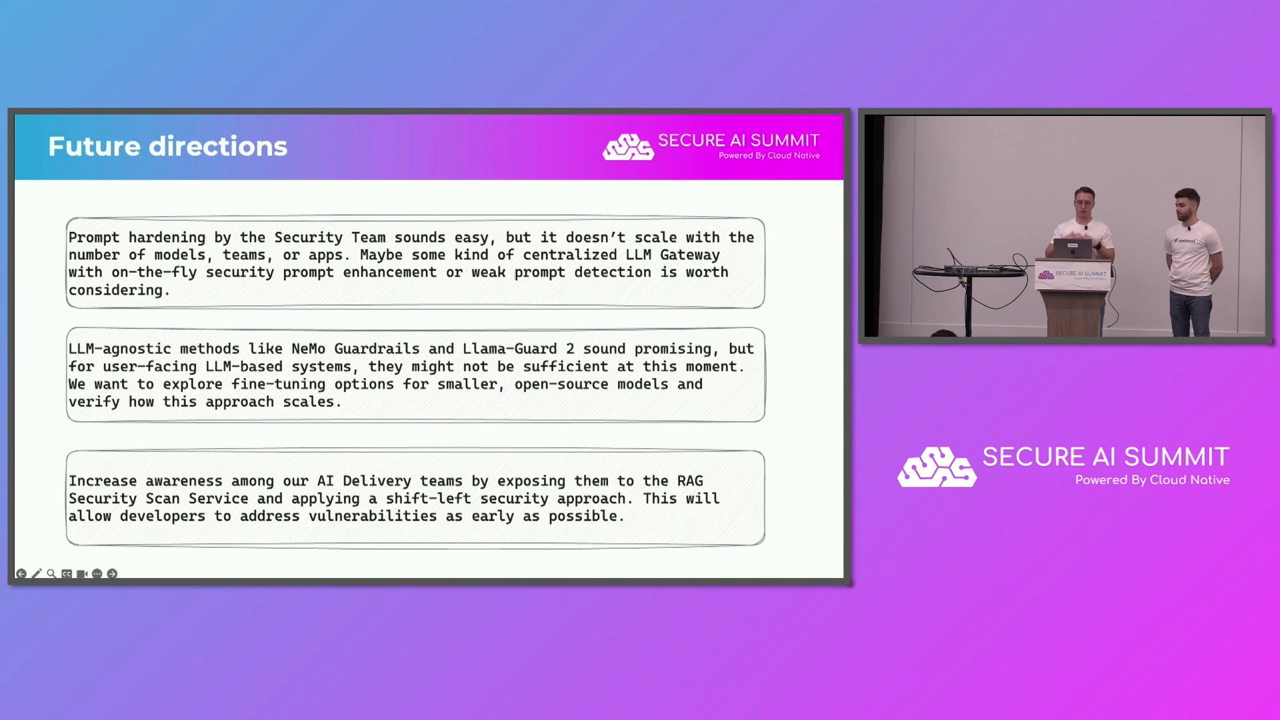 Future directions
SECURE AI SUMMIT
Powered By Cloud Native
Prompt hardening by the Security Team sounds easy, but it doesn't scale with the
number of models, teams, or apps. Maybe some kind of centralized LLM Gateway
with on-the-fly security prompt enhancement or weak prompt detection is worth
considering.
LLM-agnostic methods like NeMo Guardrails and Llama-Guard 2 sound promising, but
for user-facing LLM-based systems, they might not be sufficient at this moment.
We want to explore fine-tuning options for smaller, open-source models and
verify how this approach scales.
Increase awareness among our AI Delivery teams by exposing them to the RAG
Security Scan Service and applying a shift-left security approach. This will
allow developers to address vulnerabilities as early as possible.
SECURE AI SUMMIT
SECURE AI SUMMIT
Powered By Cloud Native